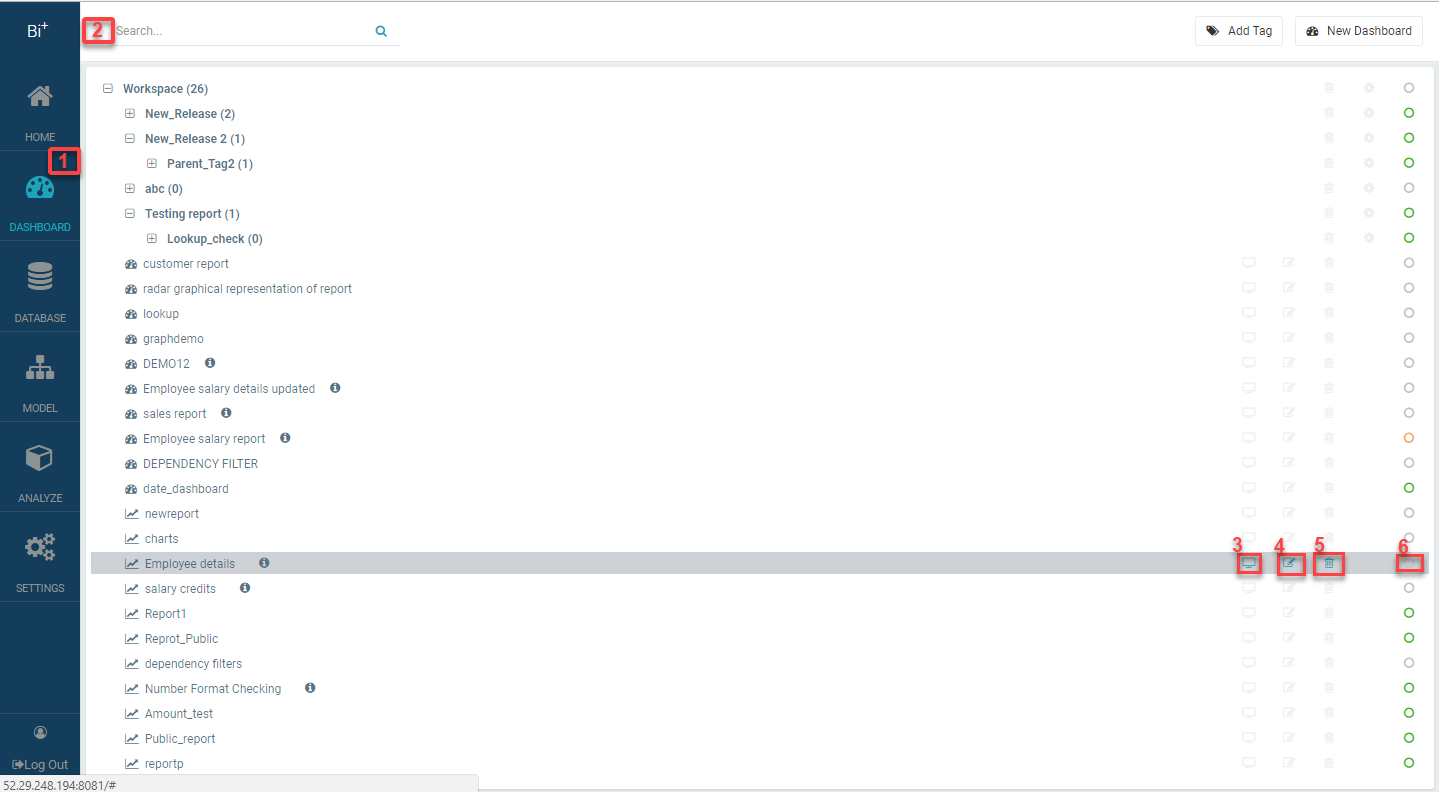 Bi+
2
Search...
Add Tag
New Dashboard
HOME
1
DASHBOARD
DATABASE
MODEL
ANALYZE
SETTINGS
Log Out
Workspace (26)
New_Release (2)
New_Release 2 (1)
Parent_Tag2 (1)
abc (0)
Testing report (1)
Lookup_check (0)
customer report
radar graphical representation of report
lookup
graphdemo
DEMO12
Employee salary details updated
sales report
Employee salary report
DEPENDENCY FILTER
date_dashboard
newreport
charts
3
4
5
6
Employee details
salary credits
Report1
Reprot_Public
dependency filters
Number Format Checking
Amount_test
Public_report
reportp
52.29.248.194:8081/#